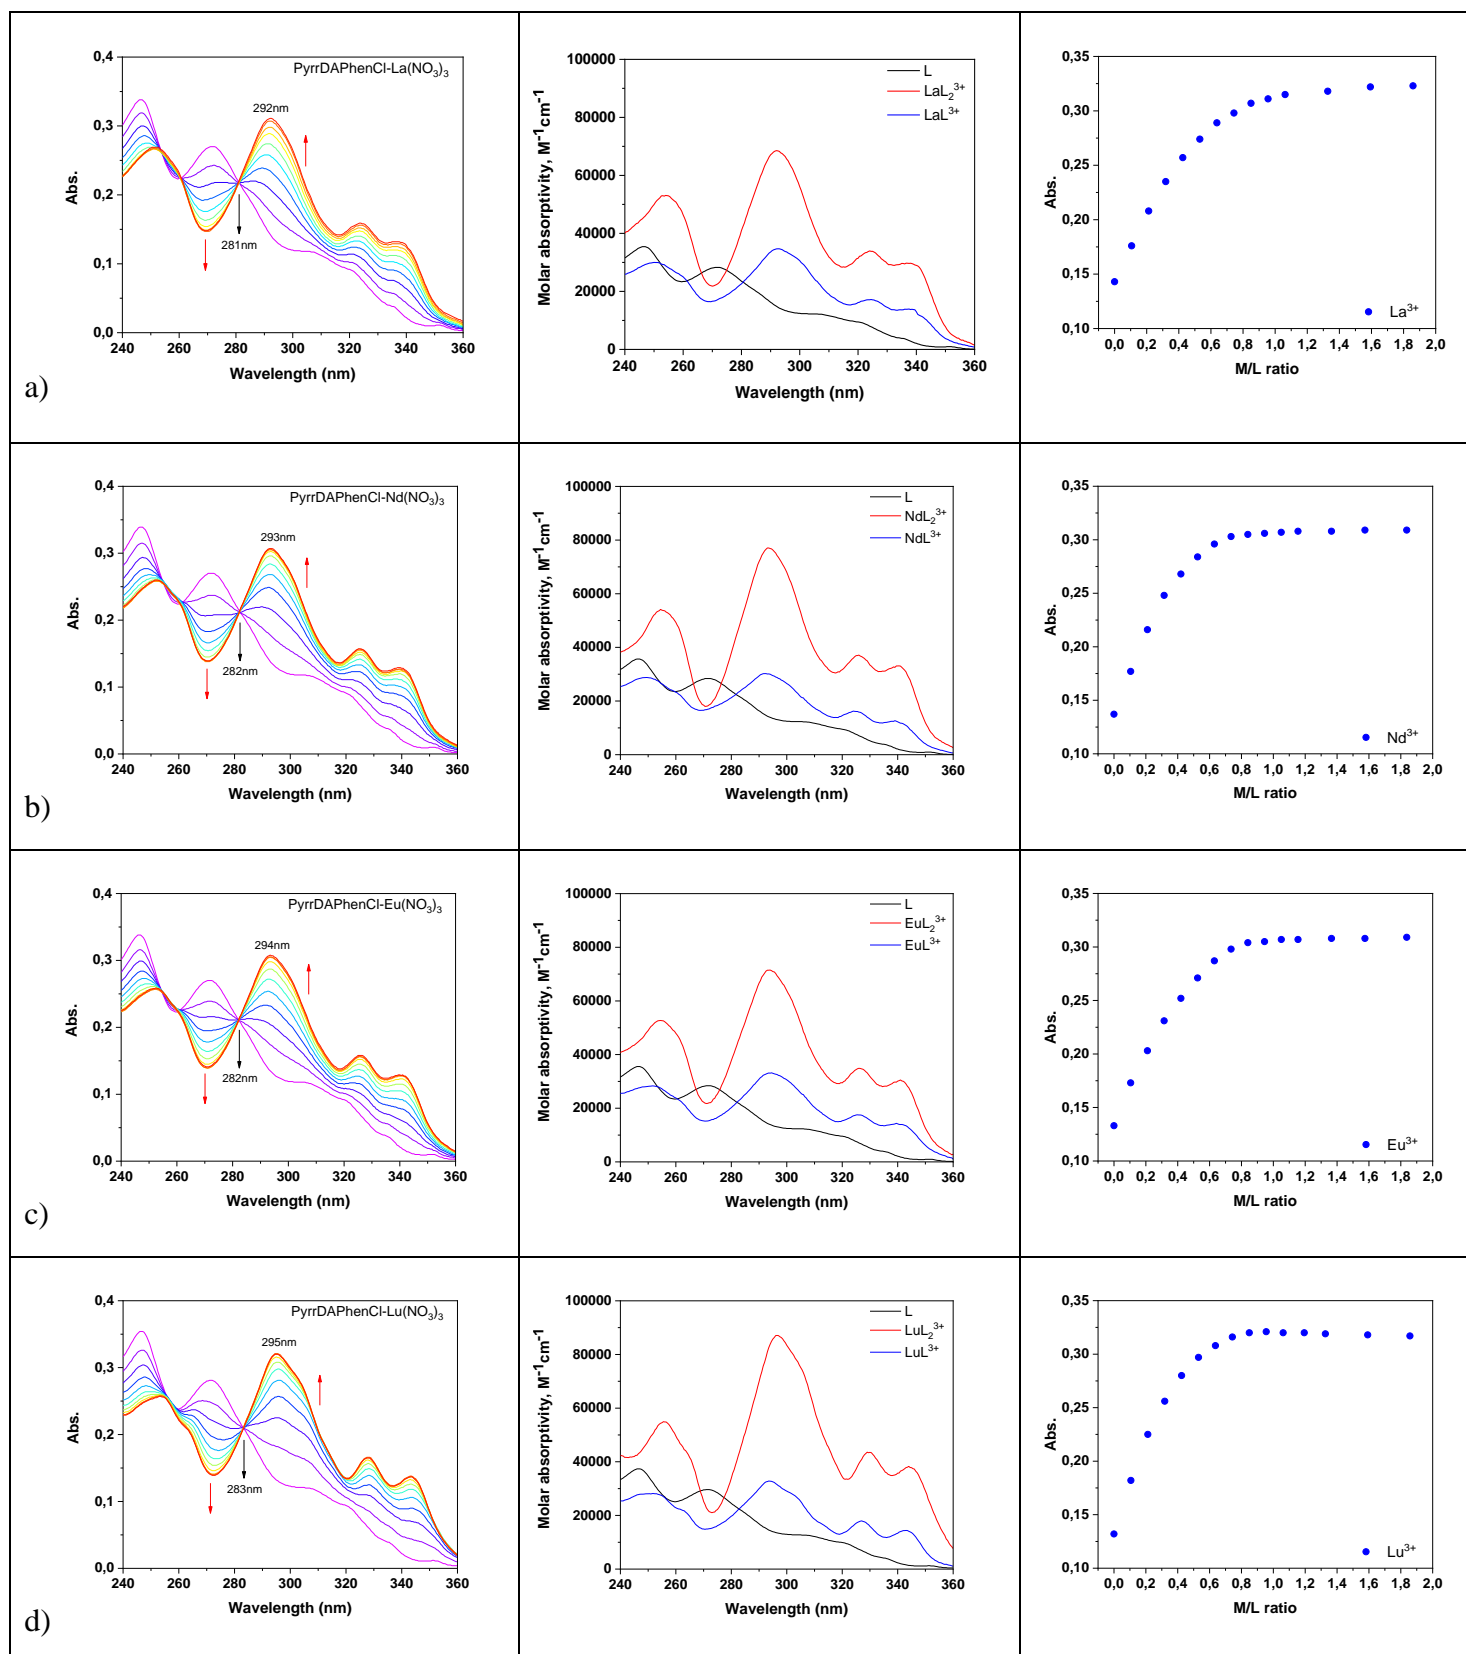 0,4
0,3
0,2
0,1
0,0
Abs.
PyrrDAPhenCl-La(NO₃)₃
292nm
281nm
240 260 280 300 320 340 360
Wavelength (nm)
a)
100000
80000
60000
40000
20000
0
Molar absorptivity, M⁻¹cm⁻¹
L
LaL₂³⁺
LaL³⁺
240 260 280 300 320 340 360
Wavelength (nm)
0,35
0,30
0,25
0,20
0,15
0,10
Abs.
La³⁺
0,0 0,2 0,4 0,6 0,8 1,0 1,2 1,4 1,6 1,8 2,0
M/L ratio
0,4
0,3
0,2
0,1
0,0
Abs.
PyrrDAPhenCl-Nd(NO₃)₃
293nm
282nm
240 260 280 300 320 340 360
Wavelength (nm)
b)
100000
80000
60000
40000
20000
0
Molar absorptivity, M⁻¹cm⁻¹
L
NdL₂³⁺
NdL³⁺
240 260 280 300 320 340 360
Wavelength (nm)
0,35
0,30
0,25
0,20
0,15
0,10
Abs.
Nd³⁺
0,0 0,2 0,4 0,6 0,8 1,0 1,2 1,4 1,6 1,8 2,0
M/L ratio
0,4
0,3
0,2
0,1
0,0
Abs.
PyrrDAPhenCl-Eu(NO₃)₃
294nm
282nm
240 260 280 300 320 340 360
Wavelength (nm)
c)
100000
80000
60000
40000
20000
0
Molar absorptivity, M⁻¹cm⁻¹
L
EuL₂³⁺
EuL³⁺
240 260 280 300 320 340 360
Wavelength (nm)
0,35
0,30
0,25
0,20
0,15
0,10
Abs.
Eu³⁺
0,0 0,2 0,4 0,6 0,8 1,0 1,2 1,4 1,6 1,8 2,0
M/L ratio
0,4
0,3
0,2
0,1
0,0
Abs.
PyrrDAPhenCl-Lu(NO₃)₃
295nm
283nm
240 260 280 300 320 340 360
Wavelength (nm)
d)
100000
80000
60000
40000
20000
0
Molar absorptivity, M⁻¹cm⁻¹
L
LuL₂³⁺
LuL³⁺
240 260 280 300 320 340 360
Wavelength (nm)
0,35
0,30
0,25
0,20
0,15
0,10
Abs.
Lu³⁺
0,0 0,2 0,4 0,6 0,8 1,0 1,2 1,4 1,6 1,8 2,0
M/L ratio